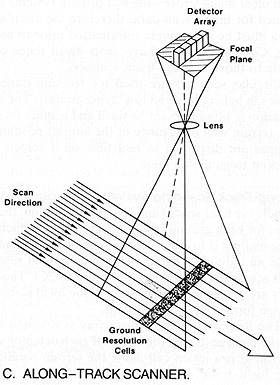 Detector
Array
Focal
Plane
Lens
Scan
Direction
Ground
Resolution
Cells
C. ALONG–TRACK SCANNER.